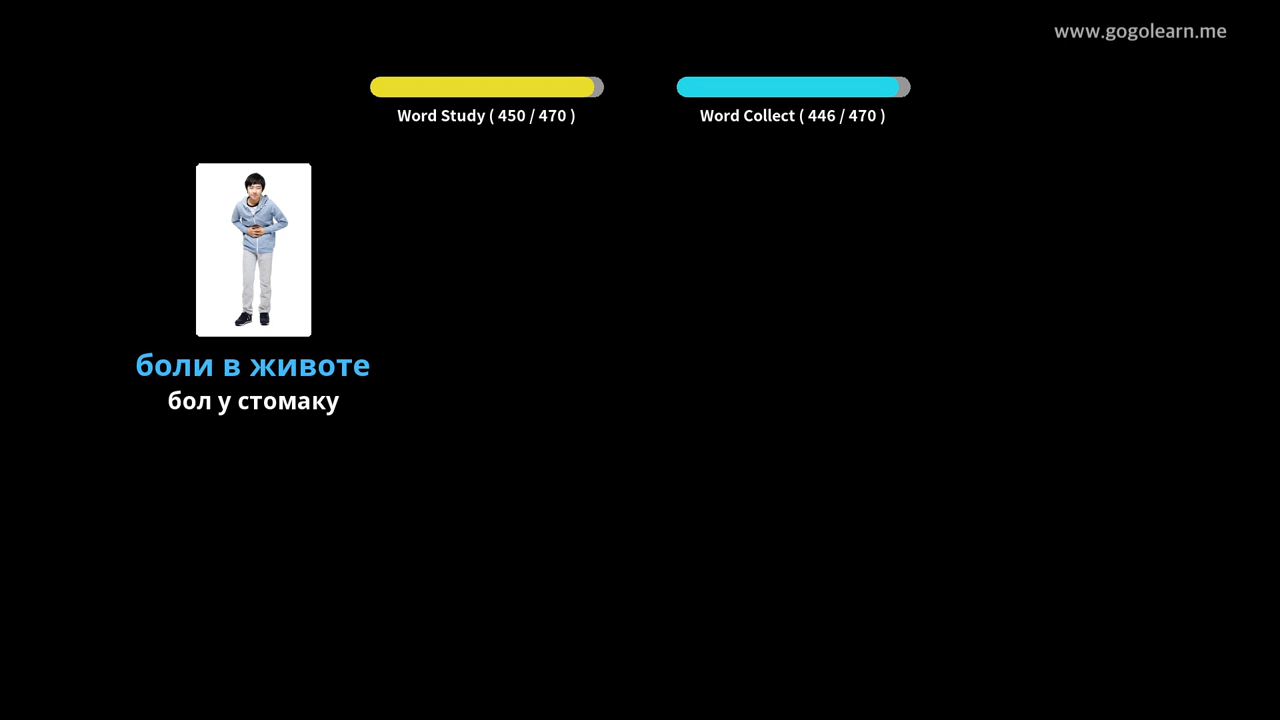 www.gogolearn.me
Word Study ( 450 / 470 )
Word Collect ( 446 / 470 )
боли в животе
бол у стомаку